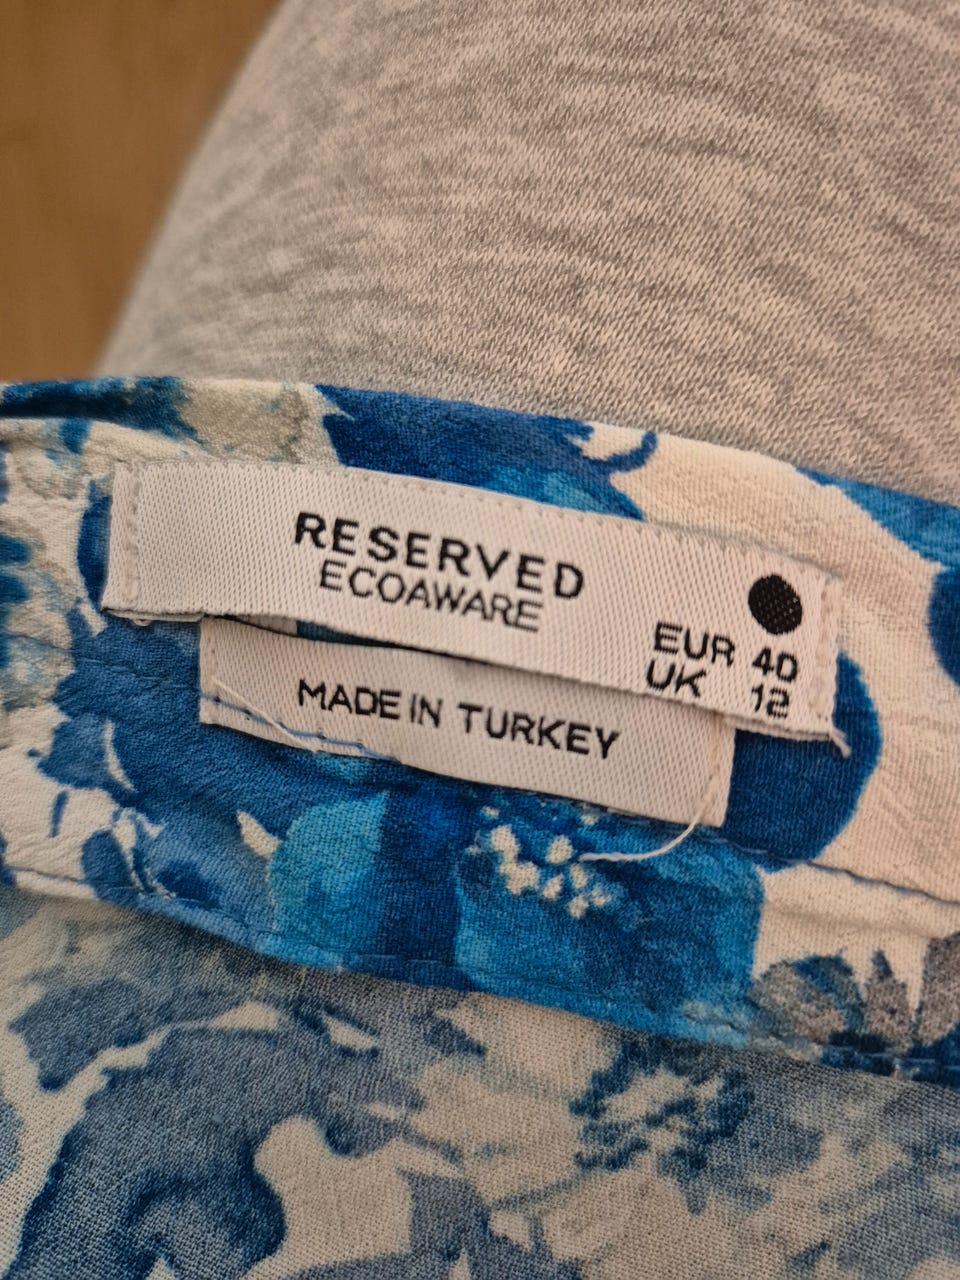 RESERVED
ECOAWARE
EUR 40
UK 12
MADE IN TURKEY